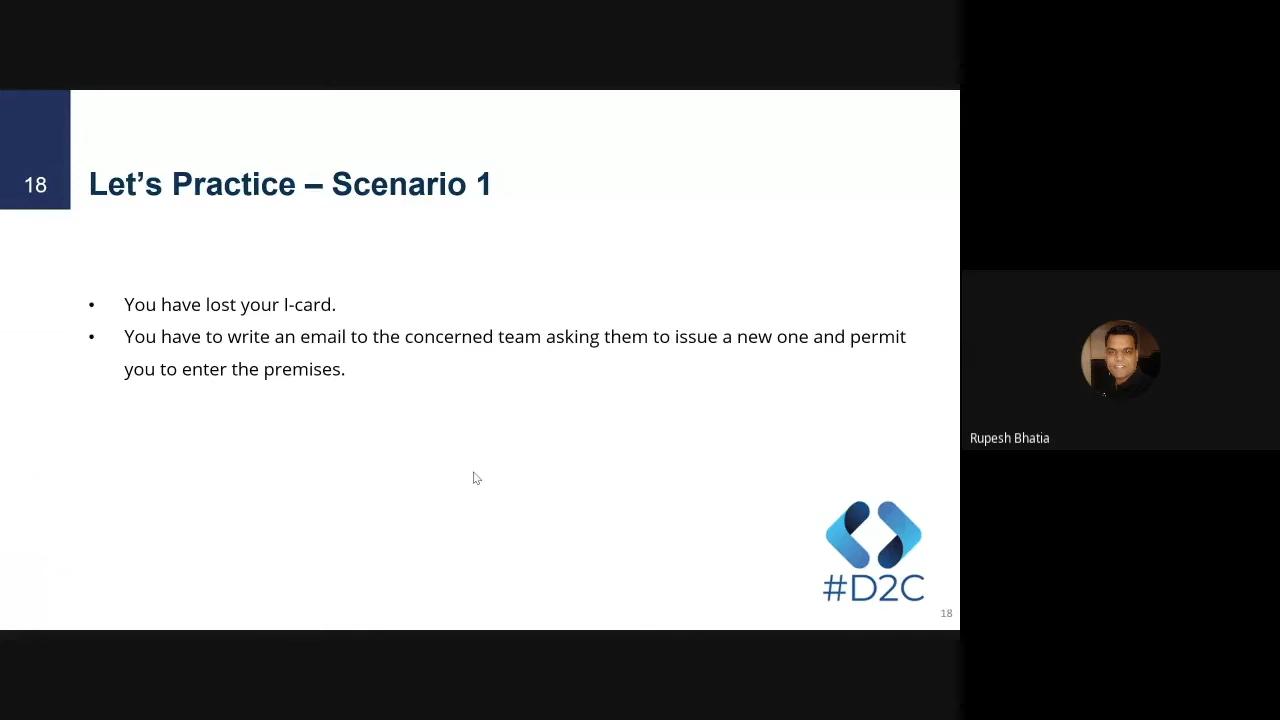 18
Let’s Practice – Scenario 1
• You have lost your I-card.
• You have to write an email to the concerned team asking them to issue a new one and permit
you to enter the premises.
#D2C
18
Rupesh Bhatia